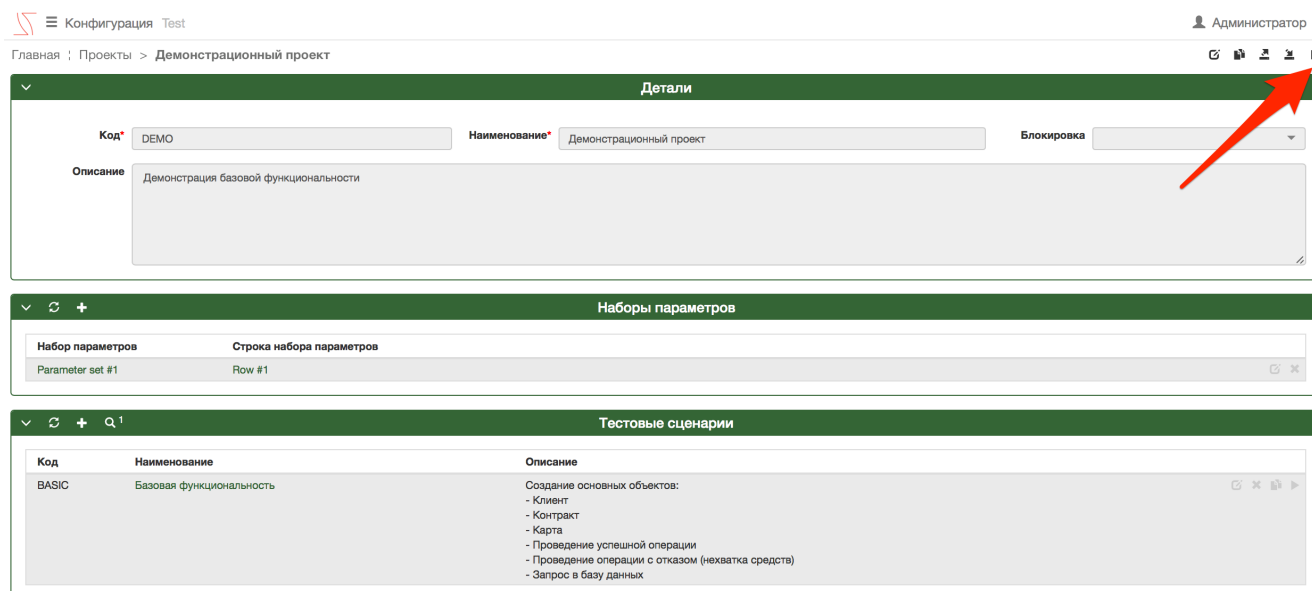 Конфигурация Test
Администратор
Главная ¦ Проекты > Демонстрационный проект
Детали
Код* DEMO Наименование* Демонстрационный проект Блокировка
Описание Демонстрация базовой функциональности
Наборы параметров
Набор параметров Строка набора параметров
Parameter set #1 Row #1
1 Тестовые сценарии
Код Наименование Описание
BASIC Базовая функциональность Создание основных объектов:
- Клиент
- Контракт
- Карта
- Проведение успешной операции
- Проведение операции с отказом (нехватка средств)
- Запрос в базу данных